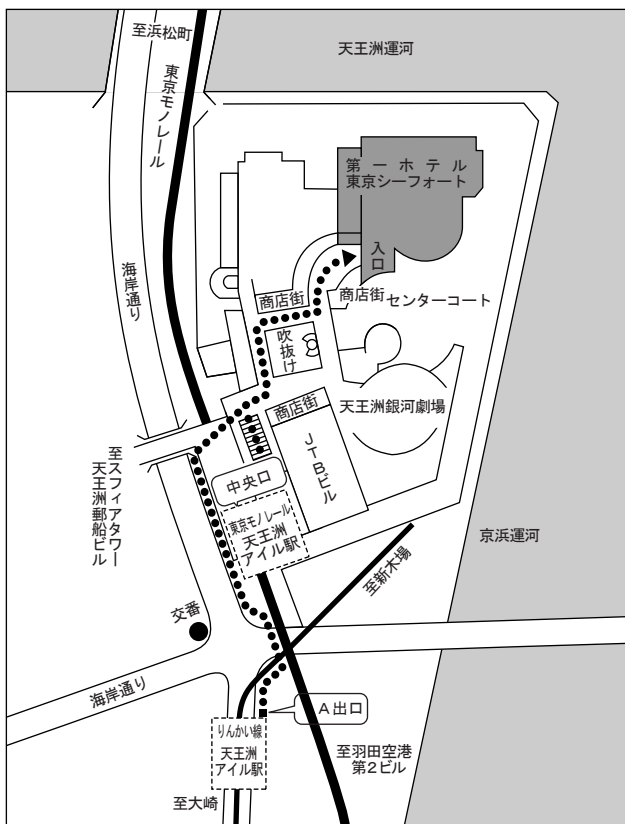 至浜松町
天王洲運河
東京モノレール
第一ホテル
東京シーフォート
入口
海岸通り
商店街
商店街
センターコート
吹抜け
商店街
天王洲銀河劇場
JTBビル
中央口
至スフィアタワー
天王洲郵船ビル
東京モノレール
天王洲
アイル駅
京浜運河
至新木場
交番
海岸通り
A出口
りんかい線
天王洲
アイル駅
至羽田空港
第2ビル
至大崎